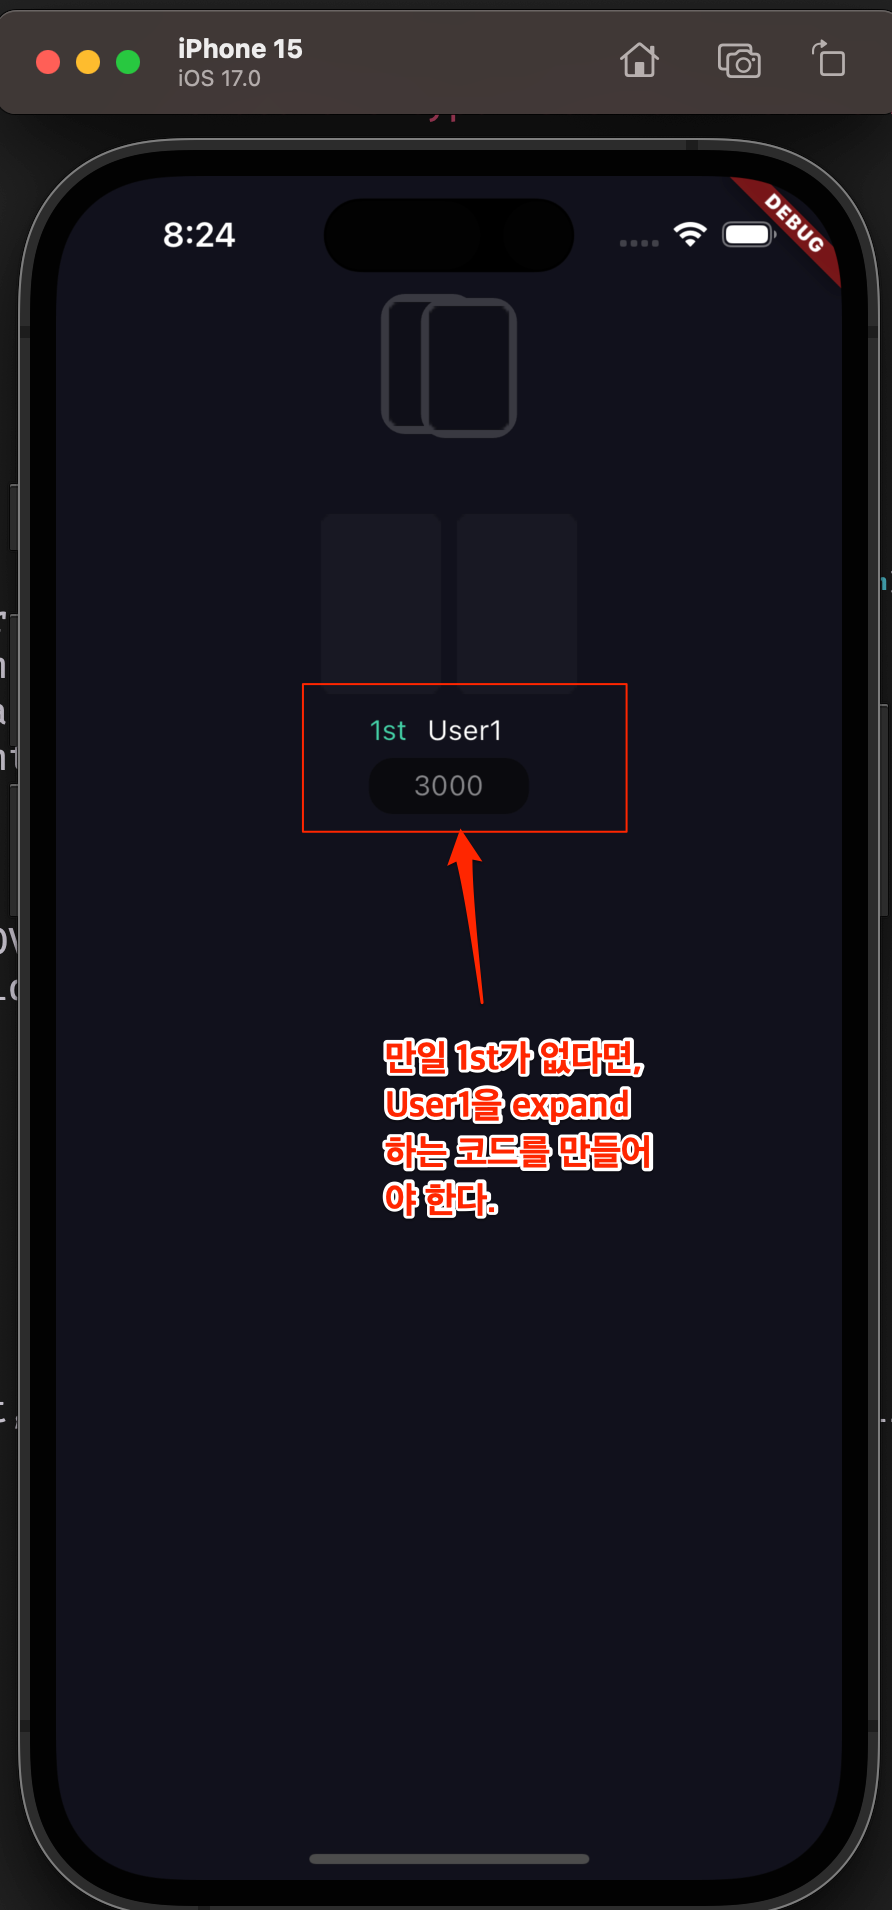 iPhone 15
iOS 17.0
8:24
DEBUG
1st User1
3000
만일 1st가 없다면,
User1을 expand
하는 코드를 만들어
야 한다.